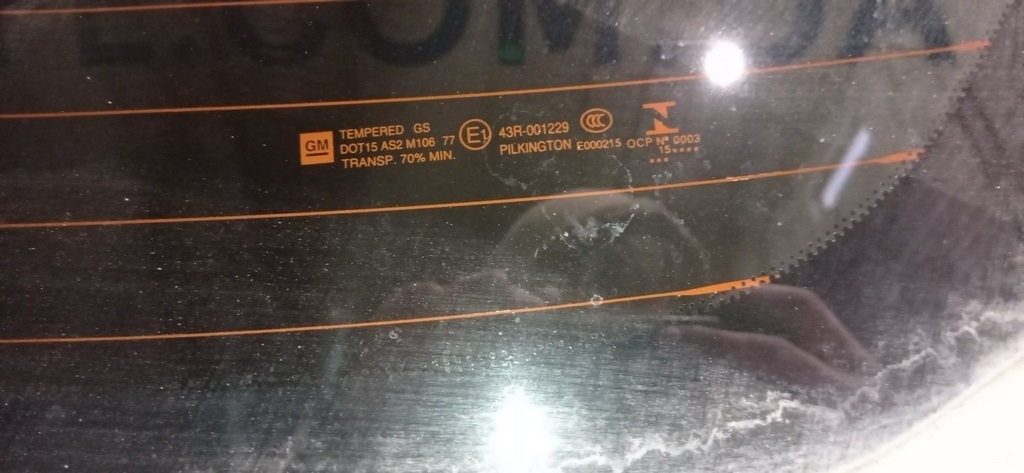 GM
TEMPERED GS
DOT15 AS2 M106 77
TRANSP. 70% MIN.
E1
43R-001229
PILKINGTON E000215
CCC
N
OCP Nº 0003
15